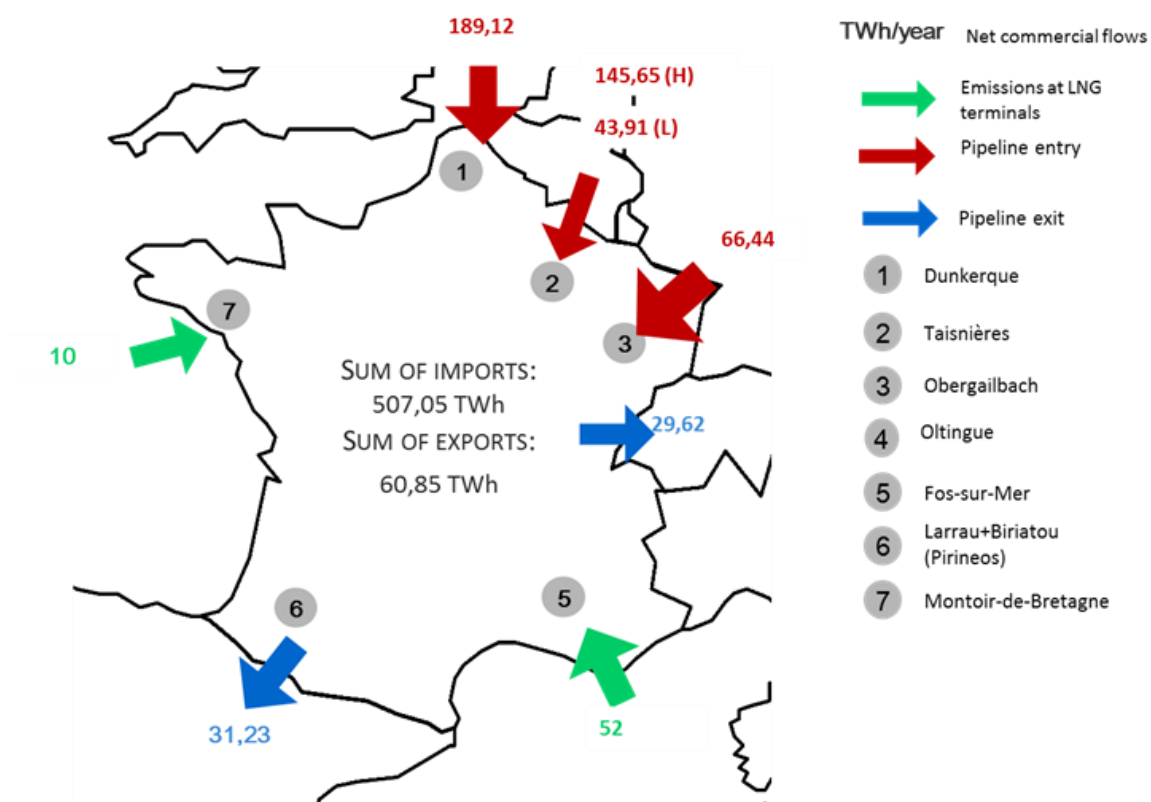 189,12
145,65 (H)
43,91 (L)
1
66,44
2
7
3
10
SUM OF IMPORTS:
507,05 TWh
SUM OF EXPORTS:
60,85 TWh
29,62
6
5
31,23
52
TWh/year Net commercial flows
Emissions at LNG
terminals
Pipeline entry
Pipeline exit
1 Dunkerque
2 Taisnières
3 Obergailbach
4 Oltingue
5 Fos-sur-Mer
6 Larrau+Biriatou
(Pirineos)
7 Montoir-de-Bretagne